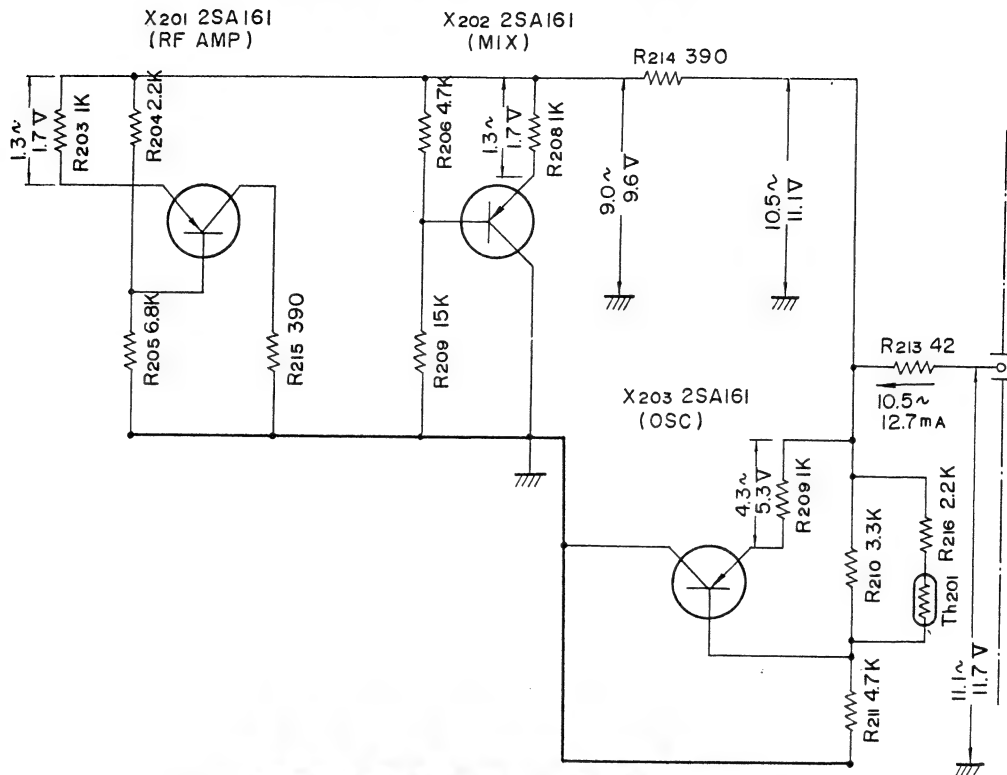 X201 2SA161
(RF AMP)
X202 2SA161
(MIX)
R214 390
1.3~
1.7V
R203 1K
R204 2.2K
R206 4.7K
1.3~
1.7V
R208 1K
9.0~
9.6V
10.5~
11.1V
R205 6.8K
R215 390
R209 15K
R213 42
10.5~
12.7mA
X203 2SA161
(OSC)
4.3~
5.3V
R209 1K
R210 3.3K
R216 2.2K
Th201
R211 4.7K
11.1~
11.7V